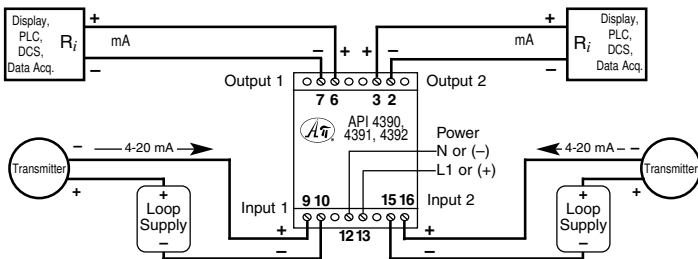 Display,
PLC,
DCS,
Data Acq.
Ri
+
mA
–
– + + –
+
mA
–
Ri
Display,
PLC,
DCS,
Data Acq.
Output 1
7 6 3 2
Output 2
API 4390,
4391, 4392
Power
N or (–)
L1 or (+)
Transmitter
–
4-20 mA
+
+
Loop
Supply
–
Input 1
9 10
12 13
15 16
Input 2
+
–
+
–
4-20 mA
–
+
Transmitter
+
Loop
Supply
–